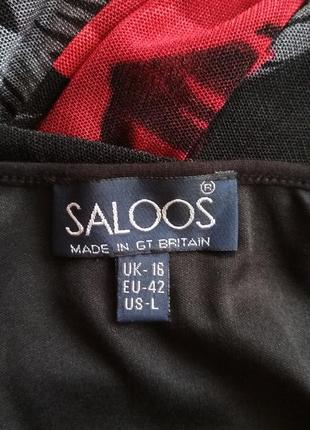 SALOOS®
MADE IN GT BRITAIN
UK- 16
EU-42
US-L